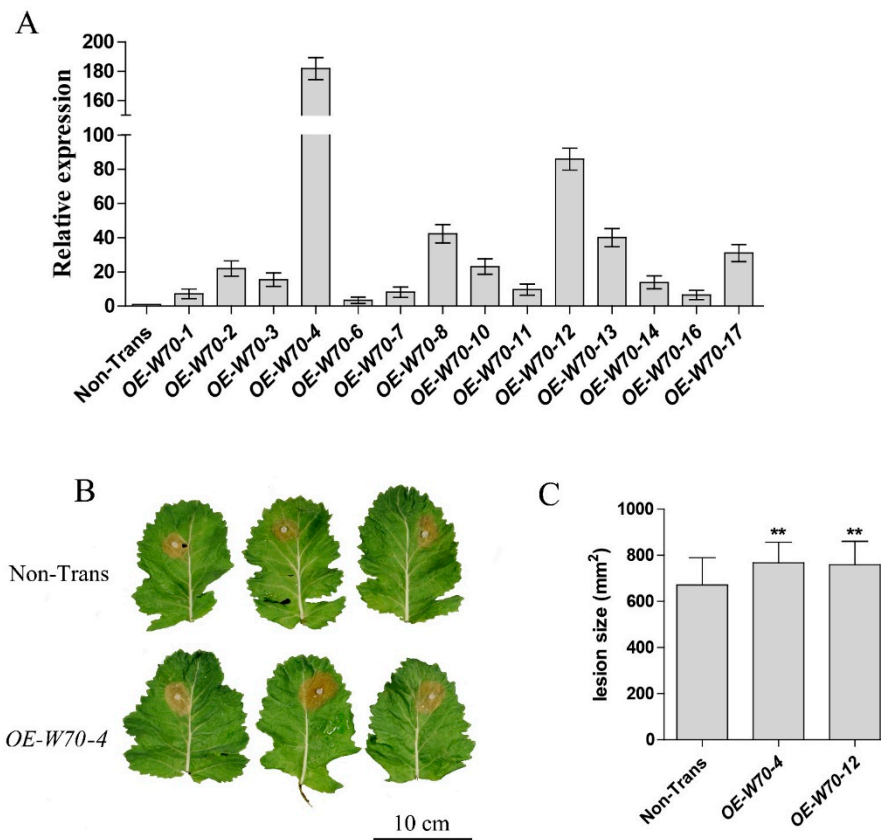 A
Relative expression
200
180
160
100
80
60
40
20
0
Non-Trans
OE-W70-1
OE-W70-2
OE-W70-3
OE-W70-4
OE-W70-6
OE-W70-7
OE-W70-8
OE-W70-10
OE-W70-11
OE-W70-12
OE-W70-13
OE-W70-14
OE-W70-16
OE-W70-17
B
Non-Trans
OE-W70-4
10 cm
C
lesion size (mm²)
1000
800
600
400
200
0
**
**
Non-Trans
OE-W70-4
OE-W70-12